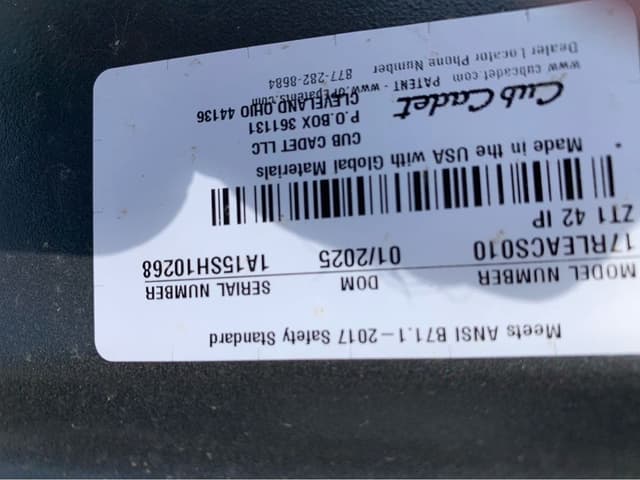 Meets ANSI B71.1-2017 Safety Standard
MODEL NUMBER DOM SERIAL NUMBER
17RLEACS010 01/2025 1A15SH10268
ZT1 42 IP
• Made in the USA with Global Materials
Cub Cadet
CUB CADET LLC
P.O.BOX 361131
CLEVELAND,OHIO 44136
www.cubcadet.com PATENT - www.OPEpatents.com
Dealer Locator Phone Number 877-282-8684